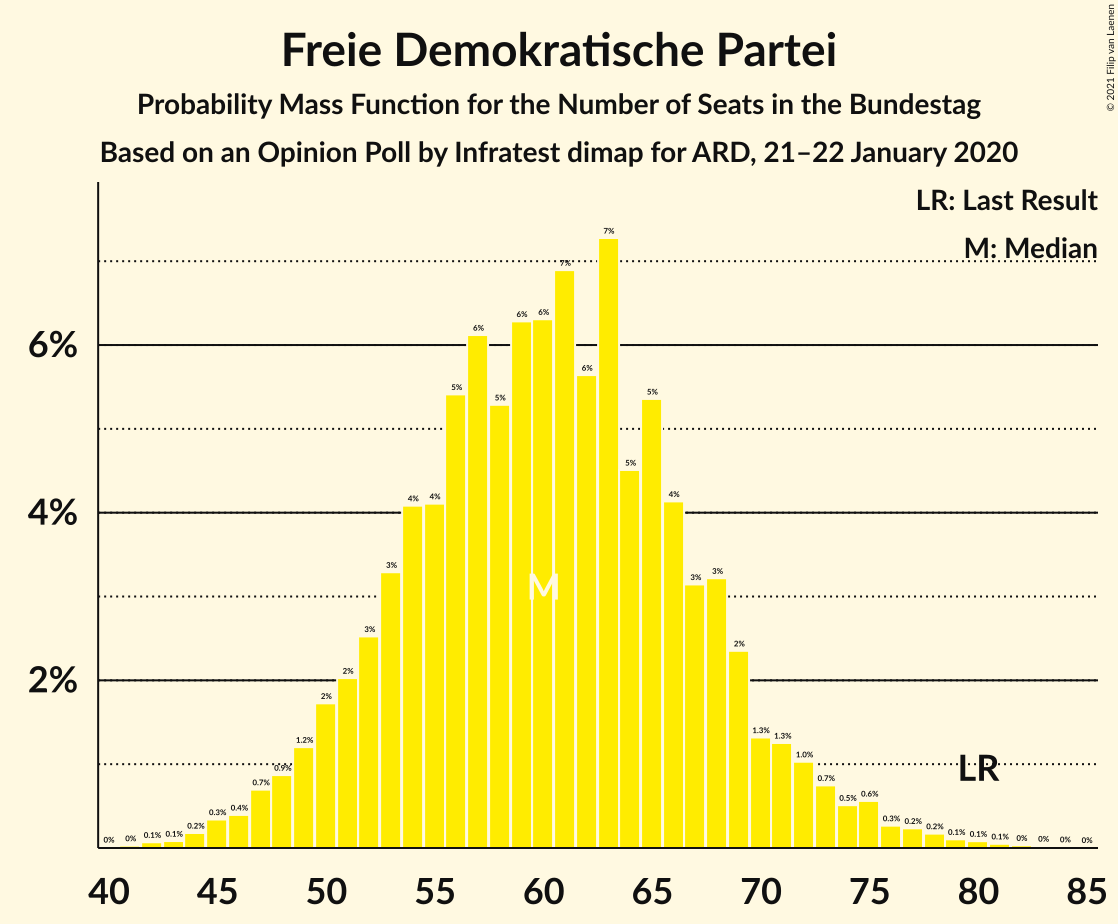 Freie Demokratische Partei
Probability Mass Function for the Number of Seats in the Bundestag
Based on an Opinion Poll by Infratest dimap for ARD, 21–22 January 2020
© 2021 Filip van Laenen
LR: Last Result
M: Median
6%
4%
2%
0% 0% 0.1% 0.1% 0.2% 0.3% 0.4% 0.7% 0.9% 1.2% 2% 2% 3% 3% 4% 4% 5% 6% 5% 6% 6% 7% 6% 7% 5% 5% 4% 3% 3% 2% 1.3% 1.3% 1.0% 0.7% 0.5% 0.6% 0.3% 0.2% 0.2% 0.1% 0.1% 0.1% 0% 0% 0% 0%
M
LR
40 45 50 55 60 65 70 75 80 85